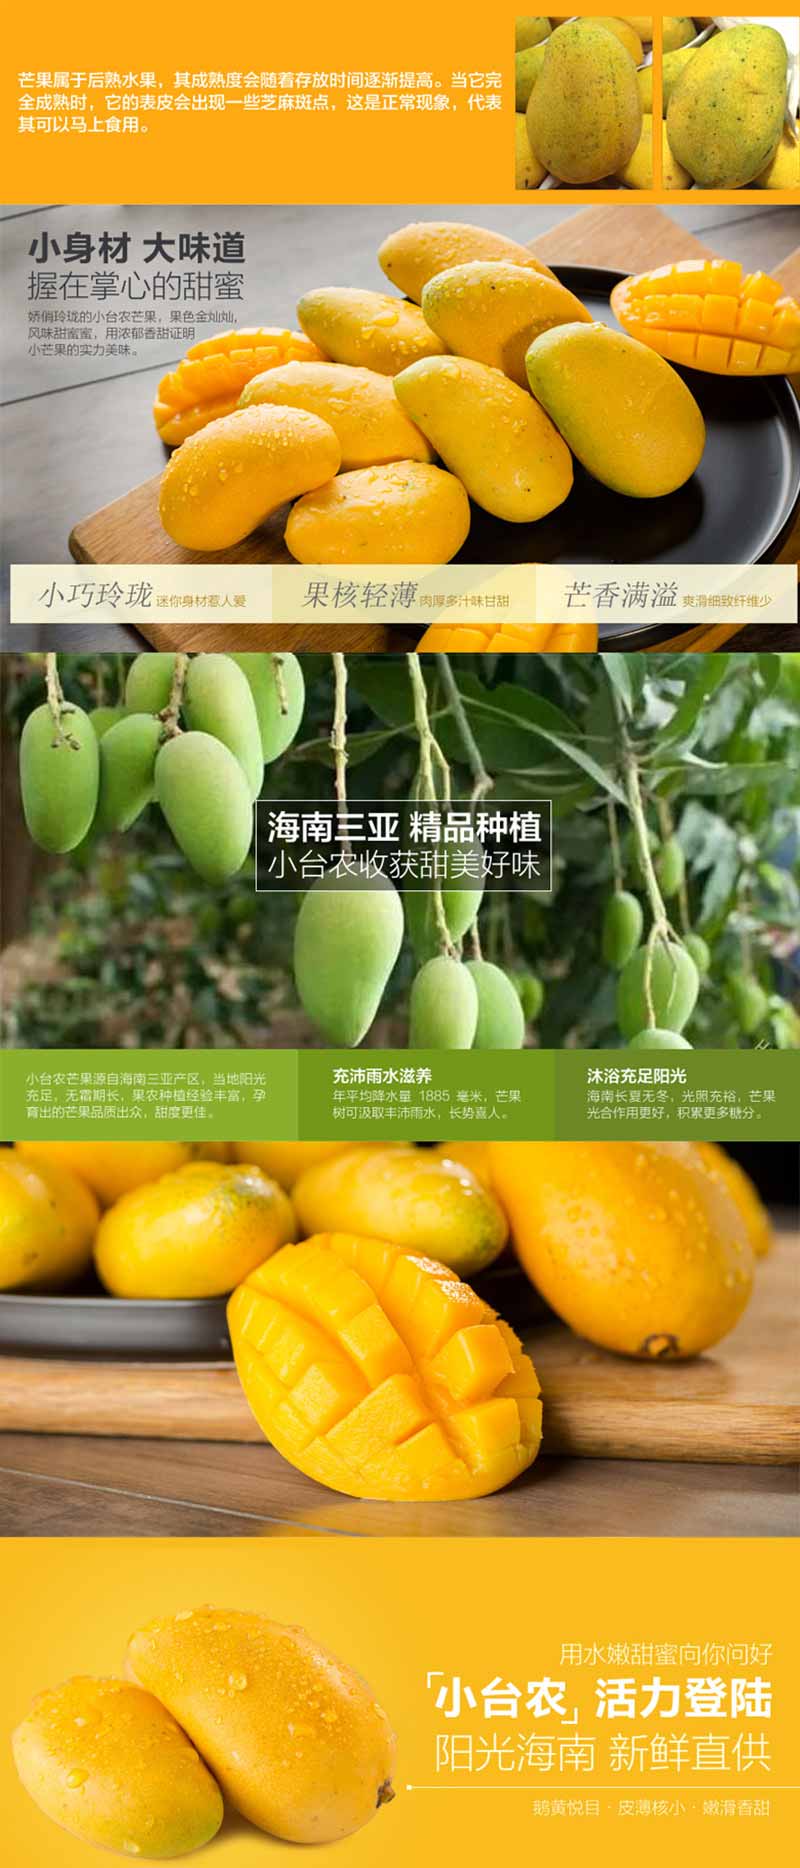 芒果属于后熟水果，其成熟度会随着存放时间逐渐提高。当它完
全成熟时，它的表皮会出现一些芝麻斑点，这是正常现象，代表
其可以马上食用。
小身材 大味道
握在掌心的甜蜜
娇俏玲珑的小台农芒果，果色金灿灿,
风味甜蜜蜜，用浓郁香甜证明
小芒果的实力美味。
小巧玲珑 迷你身材惹人爱
果核轻薄 肉厚多汁味甘甜
芒香满溢 爽滑细致纤维少
海南三亚 精品种植
小台农收获甜美好味
小台农芒果源自海南三亚产区，当地阳光
充足，无霜期长，果农种植经验丰富，孕
育出的芒果品质出众，甜度更佳。
充沛雨水滋养
年平均降水量 1885 毫米，芒果
树可汲取丰沛雨水，长势喜人。
沐浴充足阳光
海南长夏无冬，光照充裕，芒果
光合作用更好，积累更多糖分。
用水嫩甜蜜向你问好
「小台农」活力登陆
阳光海南 新鲜直供
鹅黄悦目·皮薄核小·嫩滑香甜